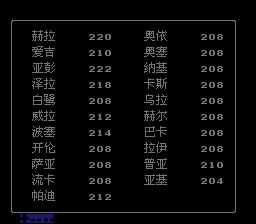 赫拉 220 奥依 208
爱吉 210 奥塞 208
亚彭 222 纳基 208
泽拉 218 卡斯 208
白鹭 208 乌拉 208
威拉 212 赫尔 208
波塞 214 巴卡 208
开伦 208 拉伊 208
萨亚 208 普亚 210
流卡 208 亚基 204
帕迪 212